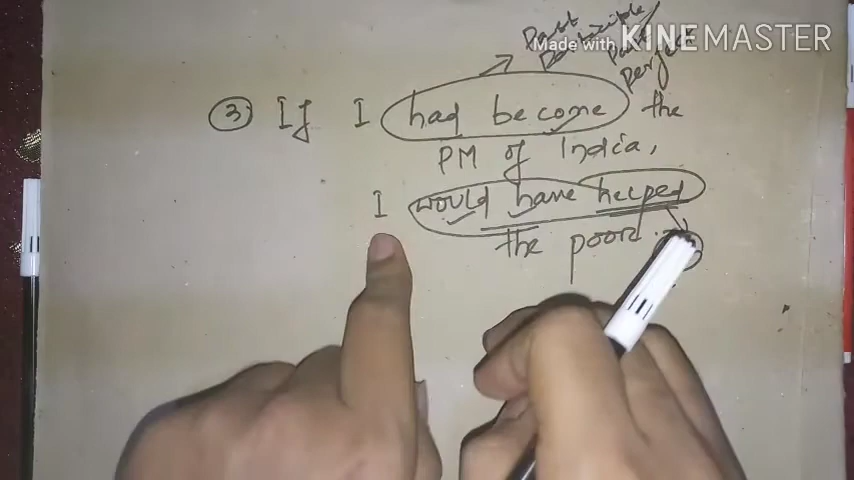 Past
Participle
Past
Perfect
Made with KINEMASTER
③ If I had become the
PM of India,
I would have helped
the poor.